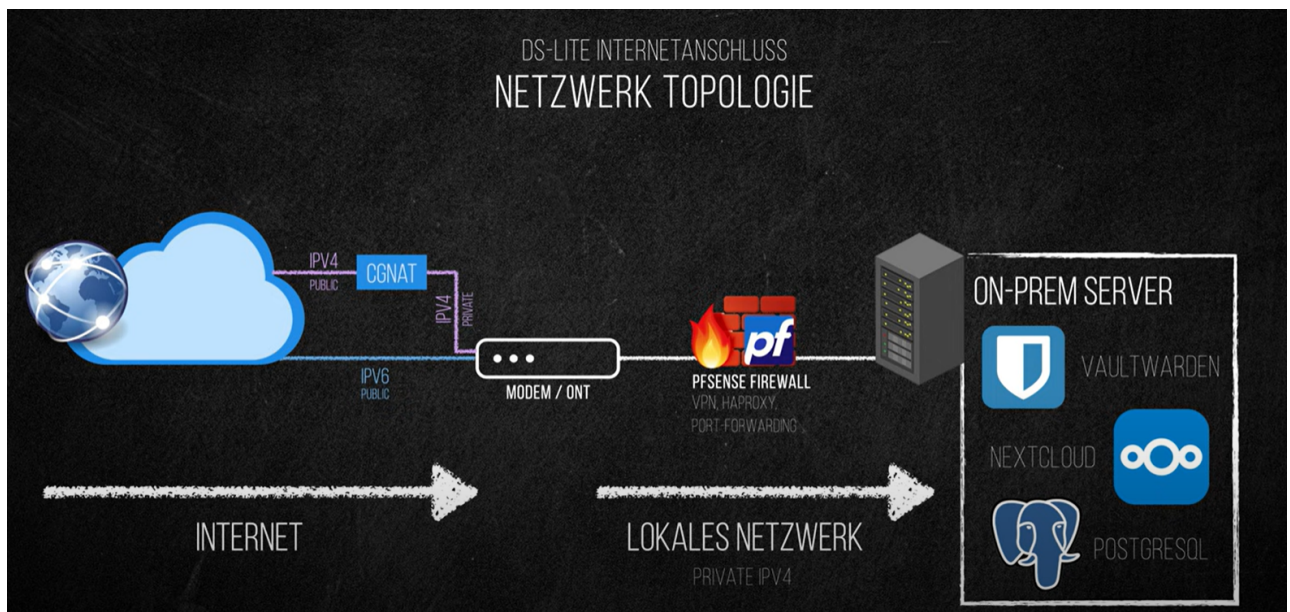 DS-LITE INTERNETANSCHLUSS
NETZWERK TOPOLOGIE
IPV4
PUBLIC
CGNAT
IPV4
PRIVATE
IPV6
PUBLIC
MODEM / ONT
pf
PFSENSE FIREWALL
VPN, HAPROXY,
PORT FORWARDING
ON-PREM SERVER
VAULTWARDEN
NEXTCLOUD
POSTGRESQL
INTERNET
LOKALES NETZWERK
PRIVATE IPV4